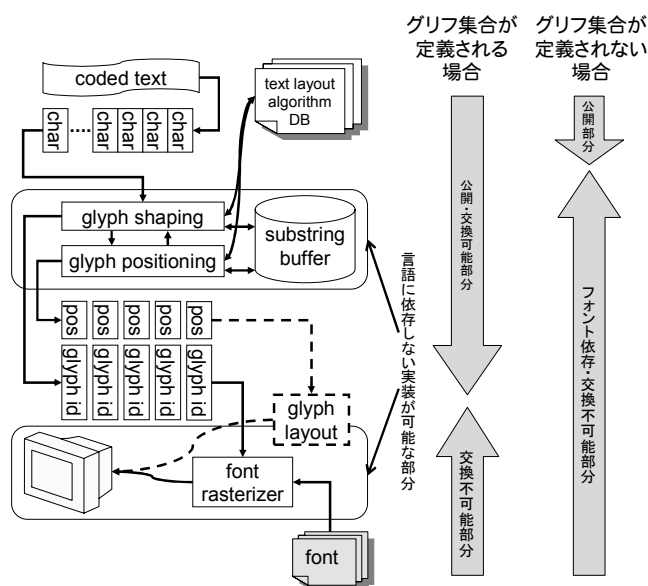 グリフ集合が
定義される
場合
グリフ集合が
定義されない
場合
coded text
char
....
char
char
char
char
text layout
algorithm
DB
glyph shaping
glyph positioning
substring
buffer
pos
pos
pos
pos
pos
glyph id
glyph id
glyph id
glyph id
glyph id
glyph
layout
font
rasterizer
font
言語に依存しない実装が可能な部分
公開・交換可能部分
交換不可能部分
公開部分
フォント依存・交換不可能部分